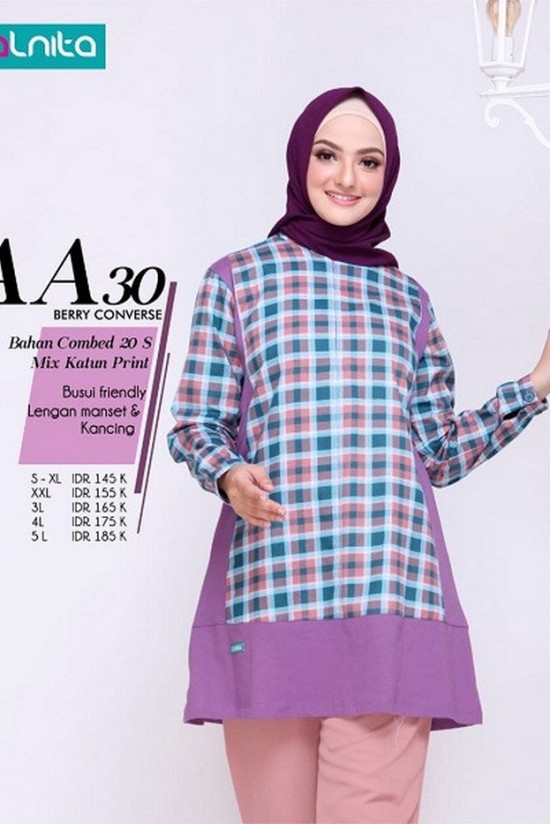 alnita
AA30
BERRY CONVERSE
Bahan Combed 20 S
Mix Katun Print
Busui friendly
Lengan manset &
Kancing
S - XL IDR 145 K
XXL IDR 155 K
3L IDR 165 K
4L IDR 175 K
5 L IDR 185 K